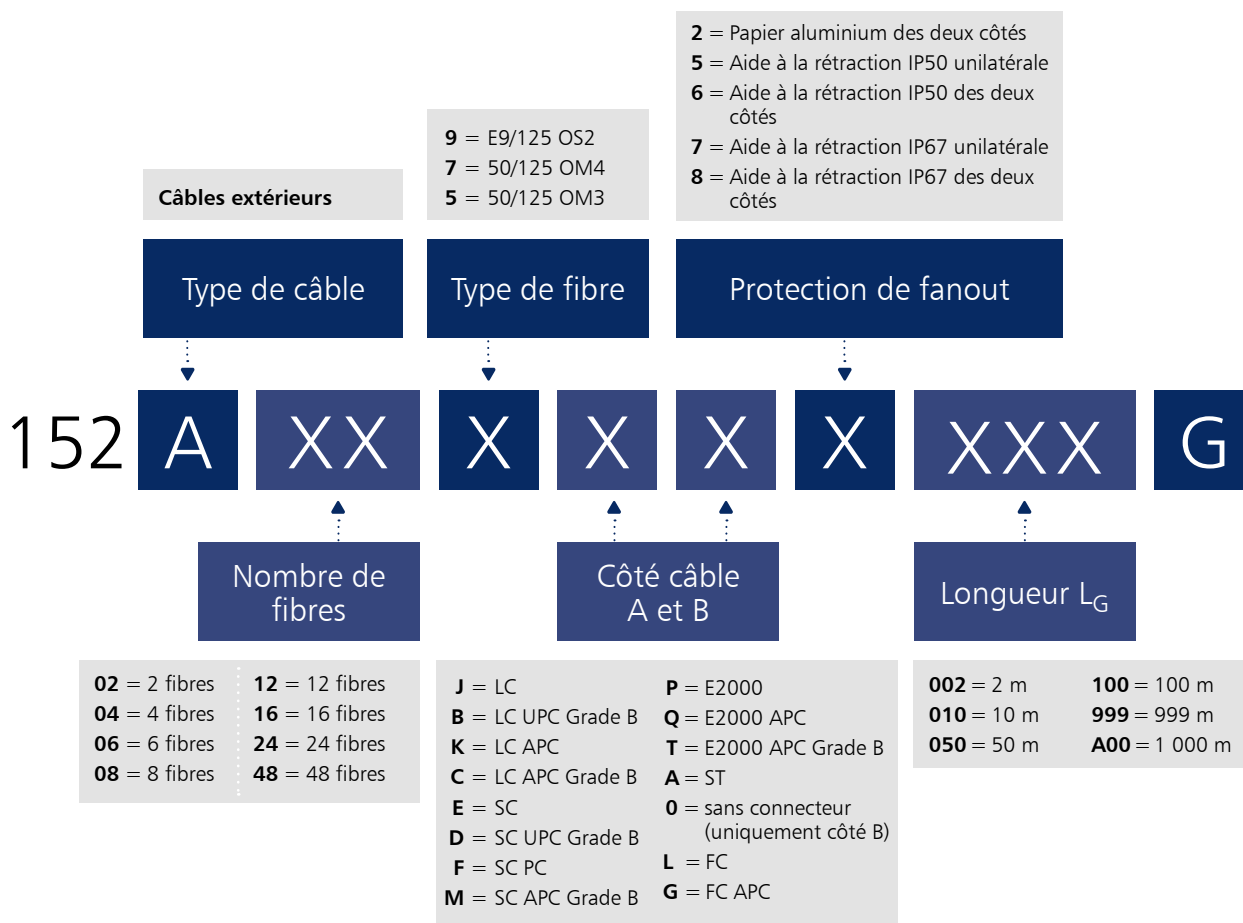 2 = Papier aluminium des deux côtés
5 = Aide à la rétraction IP50 unilatérale
6 = Aide à la rétraction IP50 des deux
côtés
7 = Aide à la rétraction IP67 unilatérale
8 = Aide à la rétraction IP67 des deux
côtés
9 = E9/125 OS2
7 = 50/125 OM4
5 = 50/125 OM3
Câbles extérieurs
Type de câble
Type de fibre
Protection de fanout
152 A XX X X X X XXX G
Nombre de
fibres
Côté câble
A et B
Longueur LG
02 = 2 fibres
04 = 4 fibres
06 = 6 fibres
08 = 8 fibres
12 = 12 fibres
16 = 16 fibres
24 = 24 fibres
48 = 48 fibres
J = LC
B = LC UPC Grade B
K = LC APC
C = LC APC Grade B
E = SC
D = SC UPC Grade B
F = SC PC
M = SC APC Grade B
P = E2000
Q = E2000 APC
T = E2000 APC Grade B
A = ST
0 = sans connecteur
(uniquement côté B)
L = FC
G = FC APC
002 = 2 m
010 = 10 m
050 = 50 m
100 = 100 m
999 = 999 m
A00 = 1 000 m